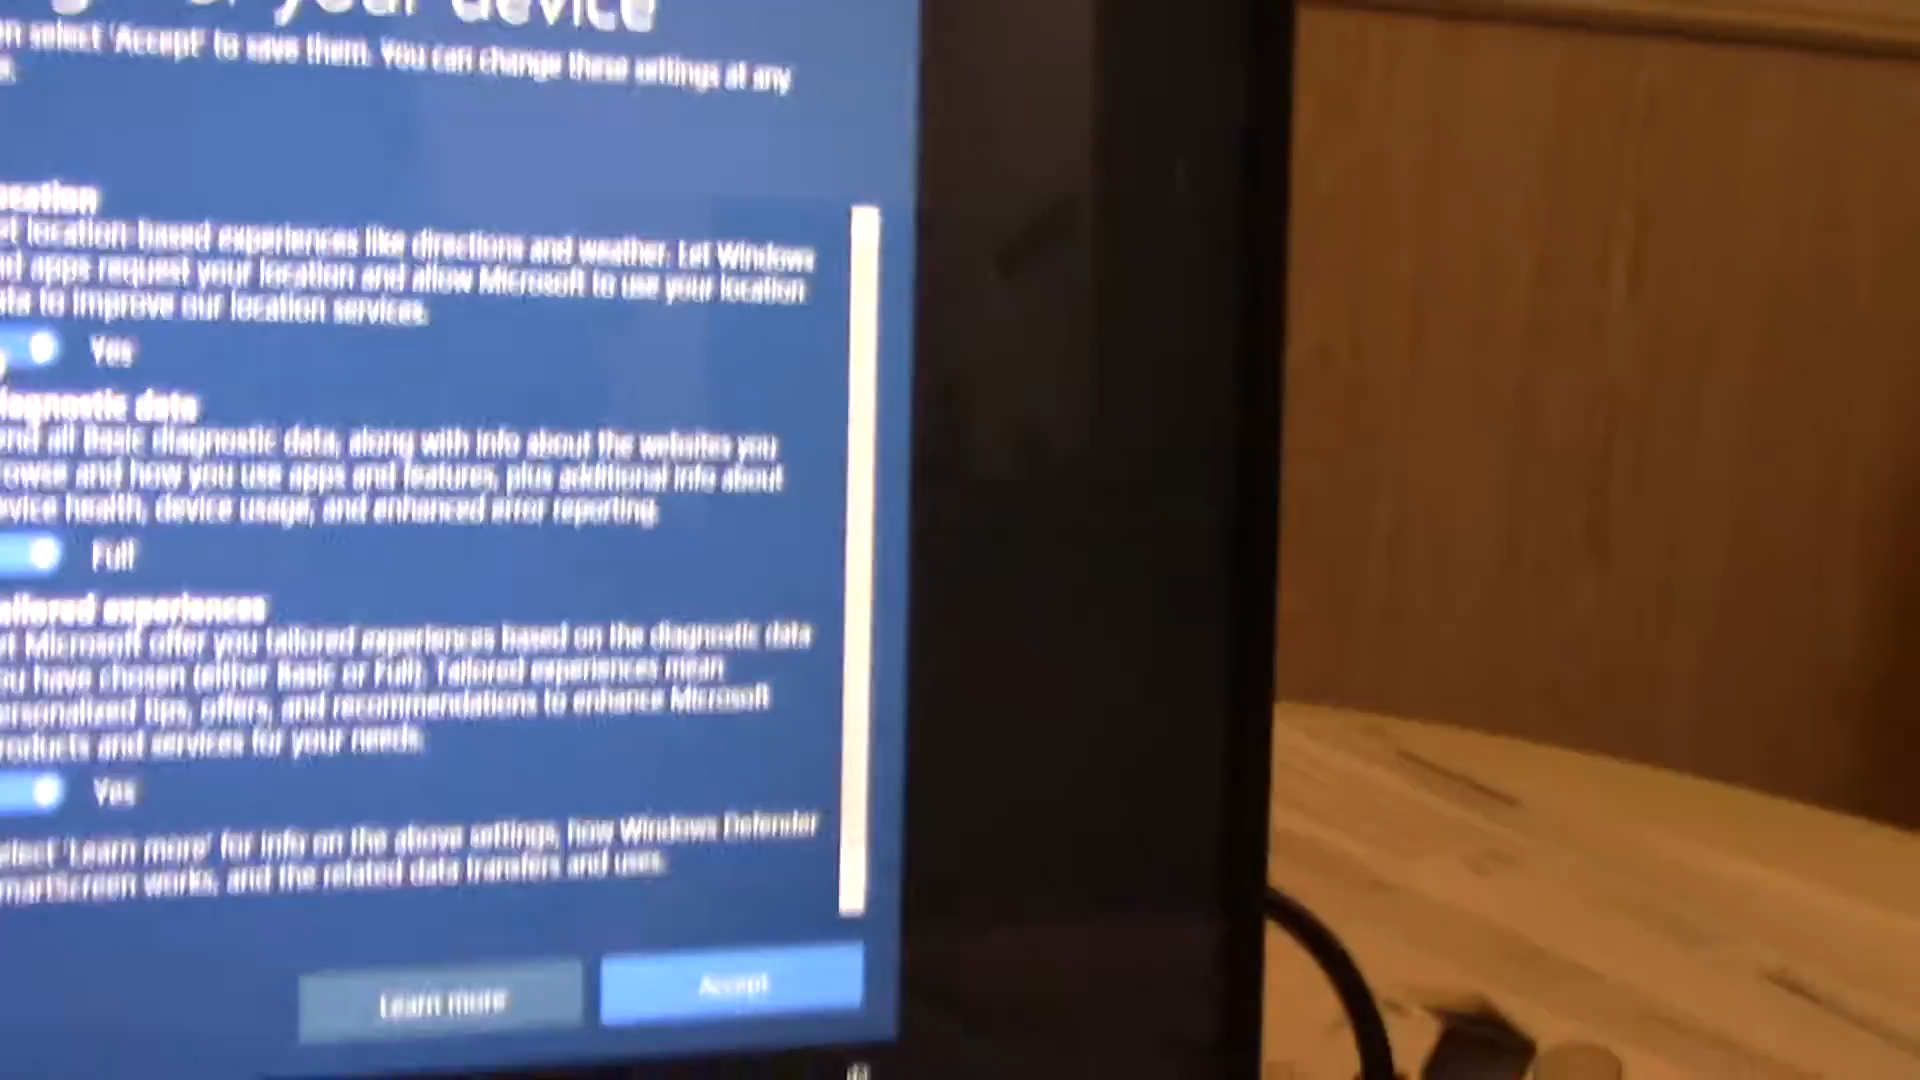 your device
select 'Accept' to save them. You can change these settings at any
location-based experiences like directions and weather. Let Windows
apps request your location and allow Microsoft to use your location
to improve our location services.
Yes
data
all Basic diagnostic data, along with info about the websites you
and how you use apps and features, plus additional info about
health, device usage, and enhanced error reporting.
Full
experiences
Microsoft offer you tailored experiences based on the diagnostic data
have chosen (either Basic or Full). Tailored experiences mean
tips, offers, and recommendations to enhance Microsoft
and services for your needs.
Yes
'Learn more' for info on the above settings, how Windows Defender
works, and the related data transfers and uses.
Learn more
Accept